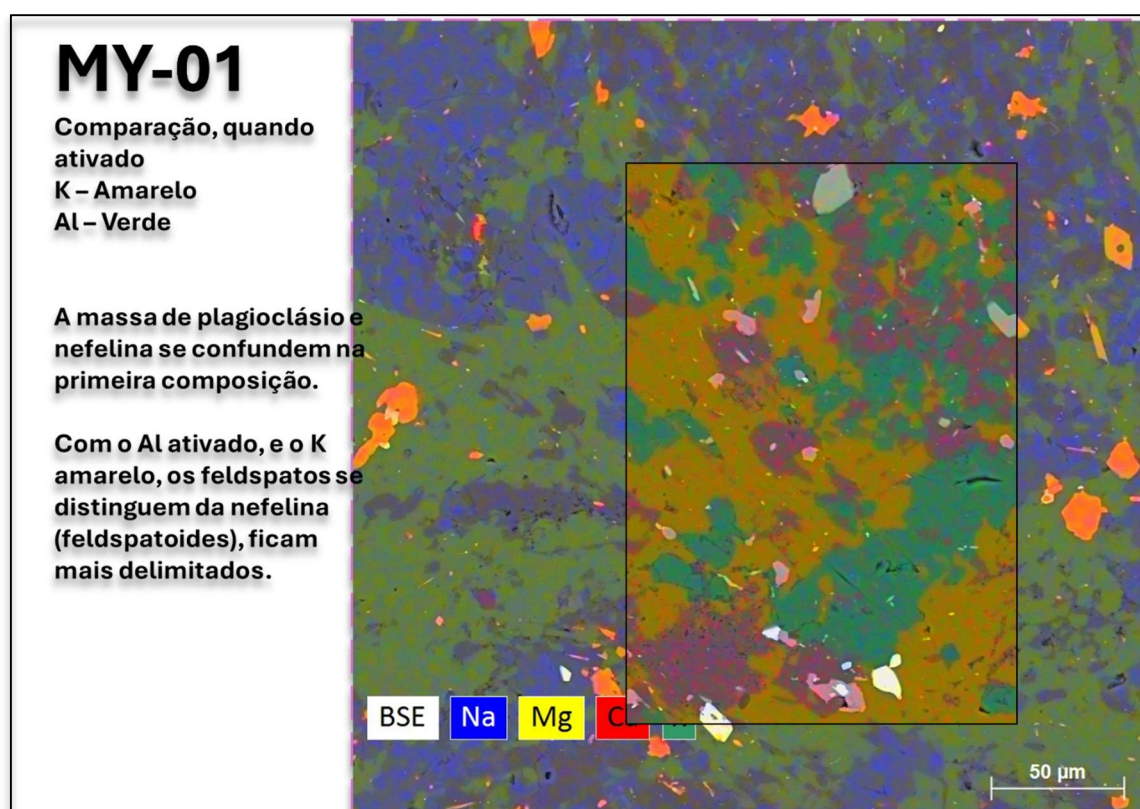 MY-01
Comparação, quando
ativado
K – Amarelo
Al – Verde
A massa de plagioclásio e
nefelina se confundem na
primeira composição.
Com o Al ativado, e o K
amarelo, os feldspatos se
distinguem da nefelina
(feldspatoides), ficam
mais delimitados.
BSE Na Mg
50 µm